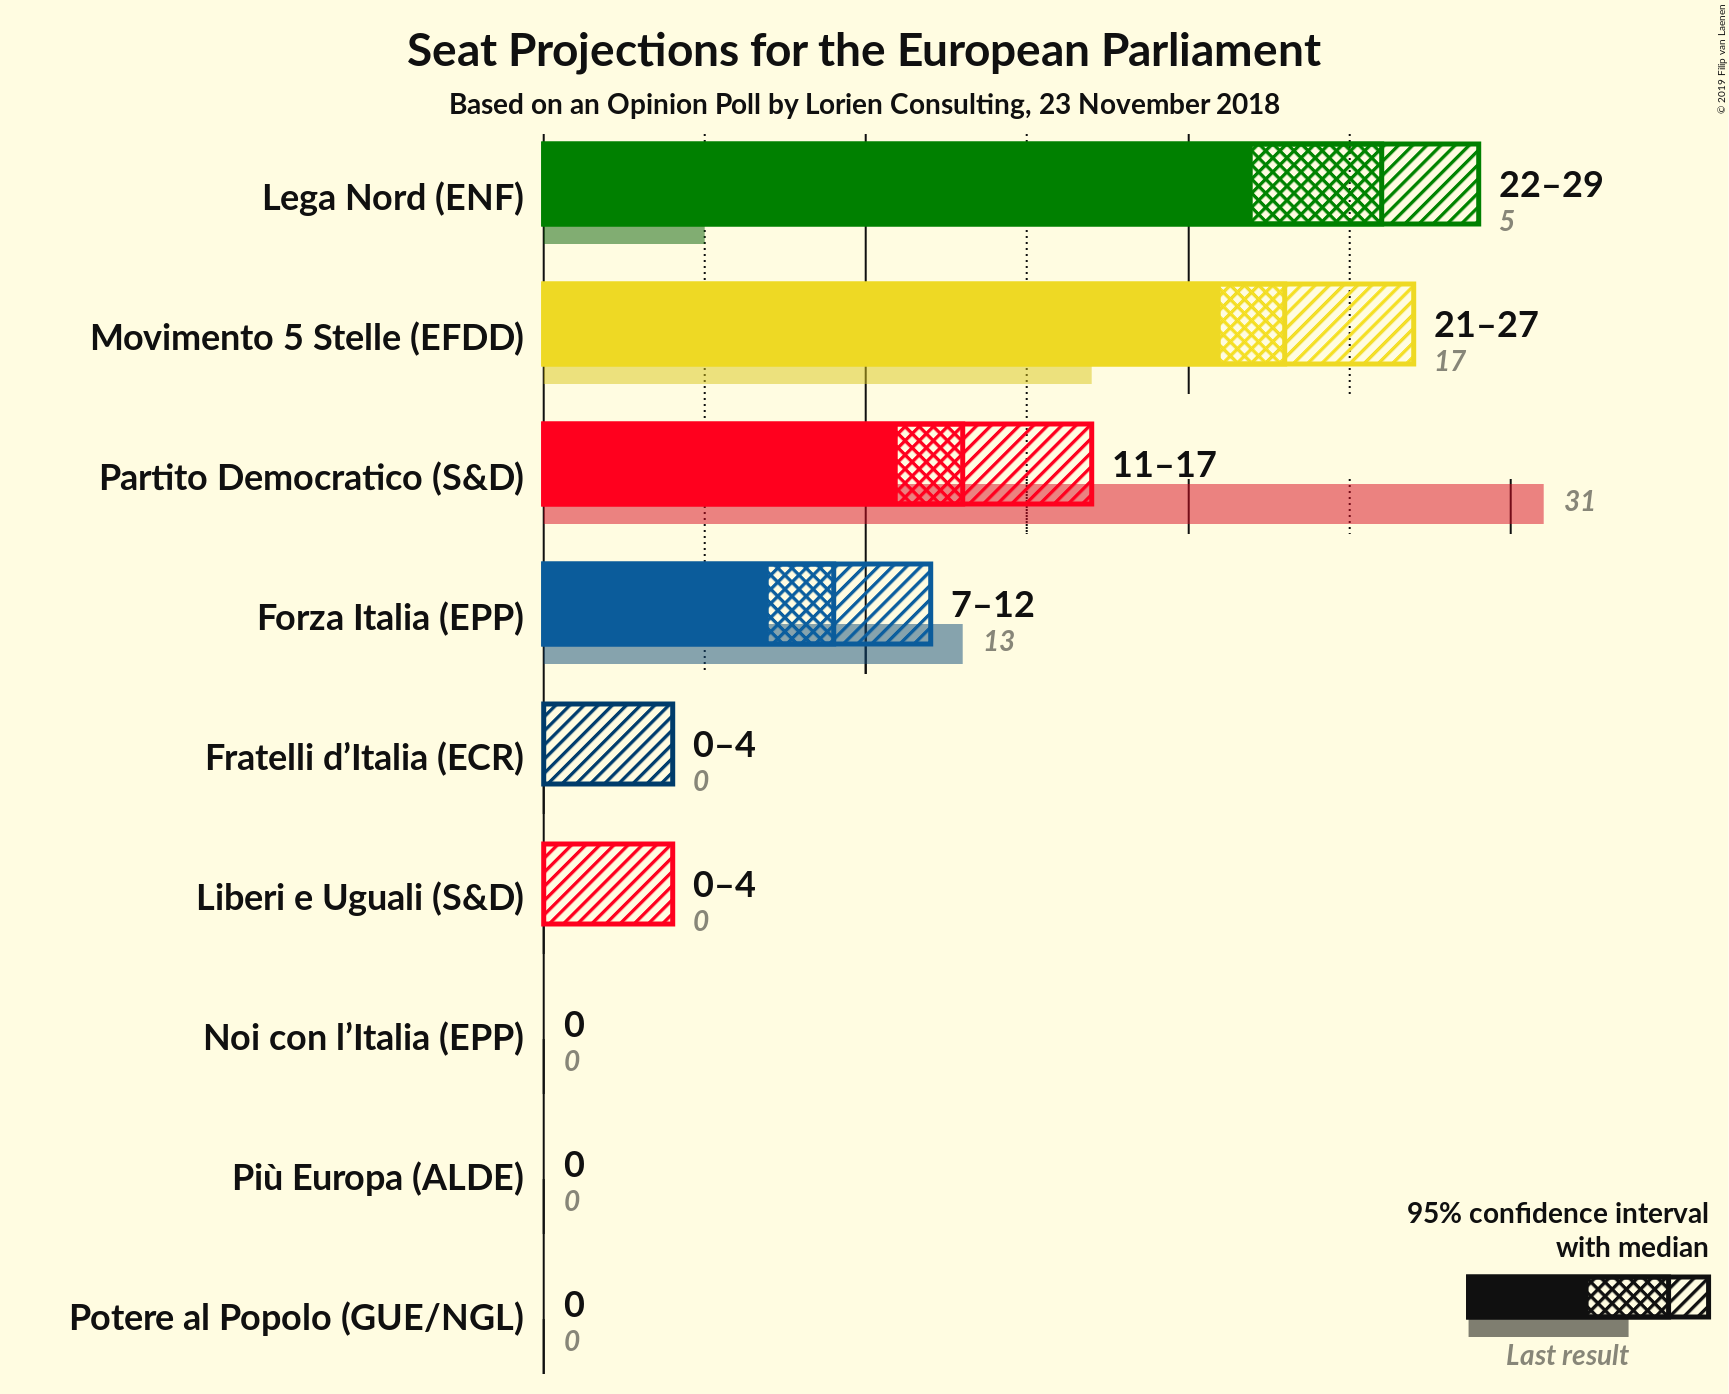 Seat Projections for the European Parliament
Based on an Opinion Poll by Lorien Consulting, 23 November 2018
© 2019 Filip van Laenen
Lega Nord (ENF)
22–29
5
Movimento 5 Stelle (EFDD)
21–27
17
Partito Democratico (S&D)
11–17
31
Forza Italia (EPP)
7–12
13
Fratelli d’Italia (ECR)
0–4
0
Liberi e Uguali (S&D)
0–4
0
Noi con l’Italia (EPP)
0
0
Più Europa (ALDE)
0
0
Potere al Popolo (GUE/NGL)
0
0
95% confidence interval
with median
Last result